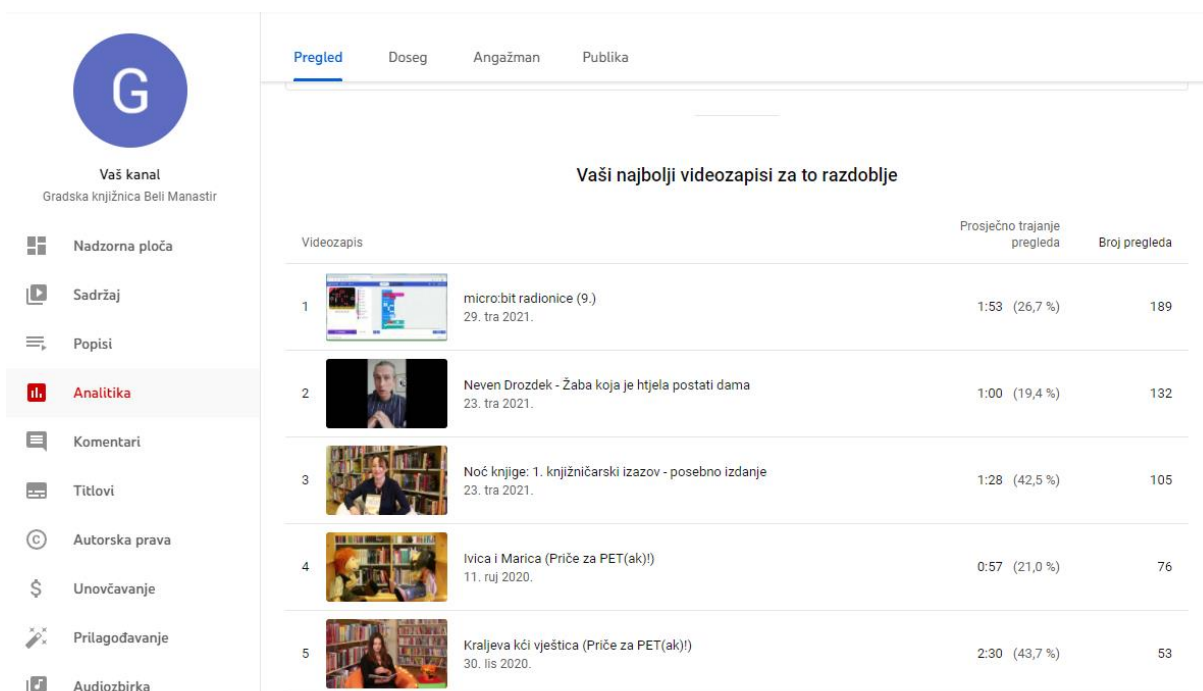 G
Vaš kanal
Gradska knjižnica Beli Manastir
Nadzorna ploča
Sadržaj
Popisi
Analitika
Komentari
Titlovi
Autorska prava
Unovčavanje
Prilagođavanje
Audiozbirka
Pregled Doseg Angažman Publika
Vaši najbolji videozapisi za to razdoblje
Videozapis Prosječno trajanje pregleda Broj pregleda
1 micro:bit radionice (9.) 1:53 (26,7 %) 189
29. tra 2021.
2 Neven Drozdek - Žaba koja je htjela postati dama 1:00 (19,4 %) 132
23. tra 2021.
3 Noć knjige: 1. knjižničarski izazov - posebno izdanje 1:28 (42,5 %) 105
23. tra 2021.
4 Ivica i Marica (Priče za PET(ak)!) 0:57 (21,0 %) 76
11. ruj 2020.
5 Kraljeva kći vještica (Priče za PET(ak)!) 2:30 (43,7 %) 53
30. lis 2020.